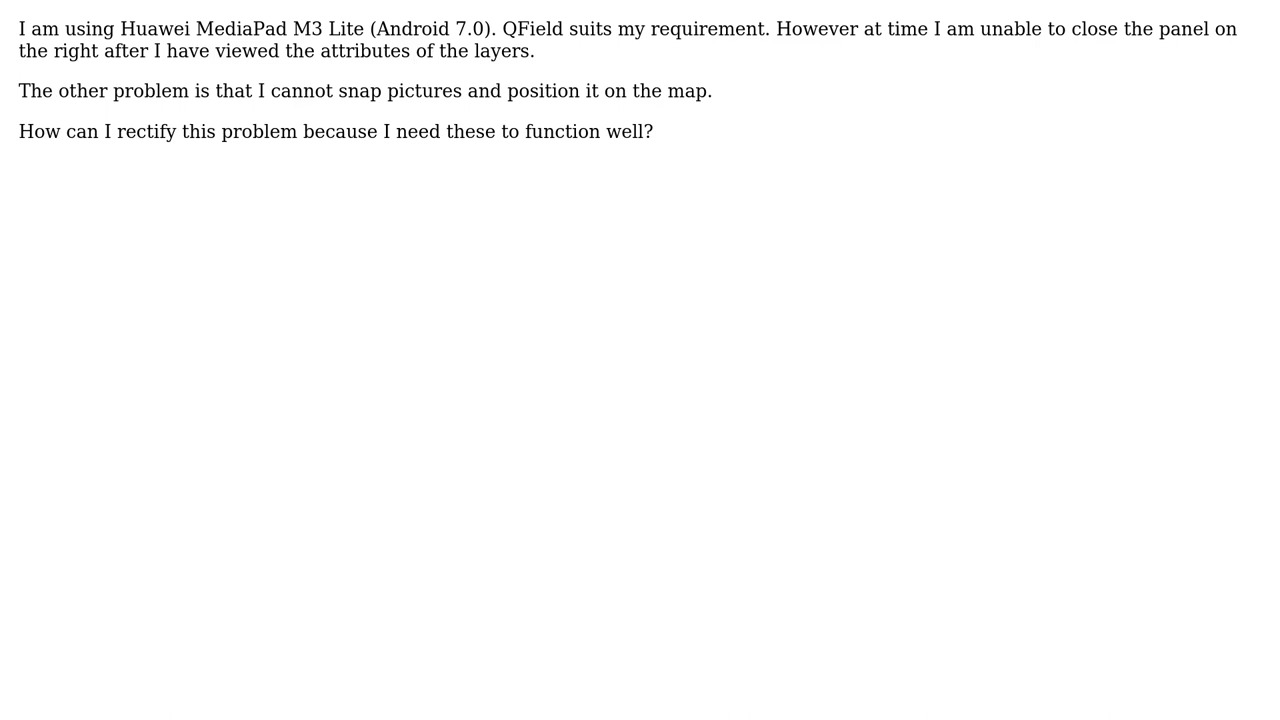 I am using Huawei MediaPad M3 Lite (Android 7.0). QField suits my requirement. However at time I am unable to close the panel on
the right after I have viewed the attributes of the layers.
The other problem is that I cannot snap pictures and position it on the map.
How can I rectify this problem because I need these to function well?